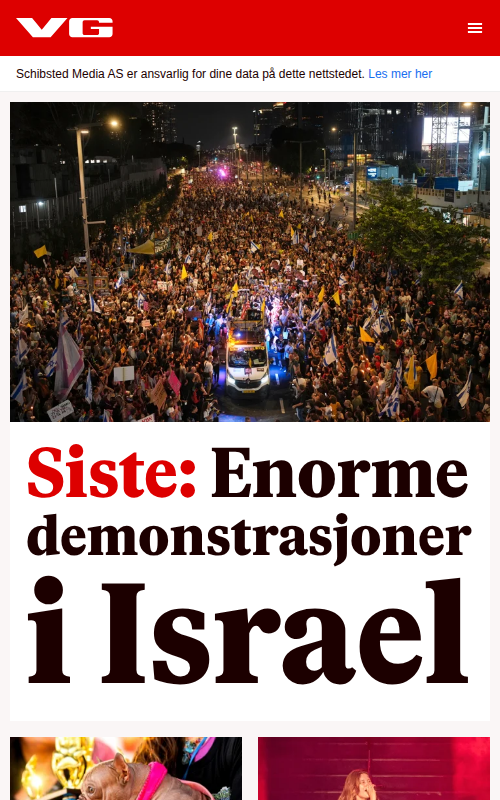 VG
Schibsted Media AS er ansvarlig for dine data på dette nettstedet. Les mer her
Siste: Enorme
demonstrasjoner
i Israel